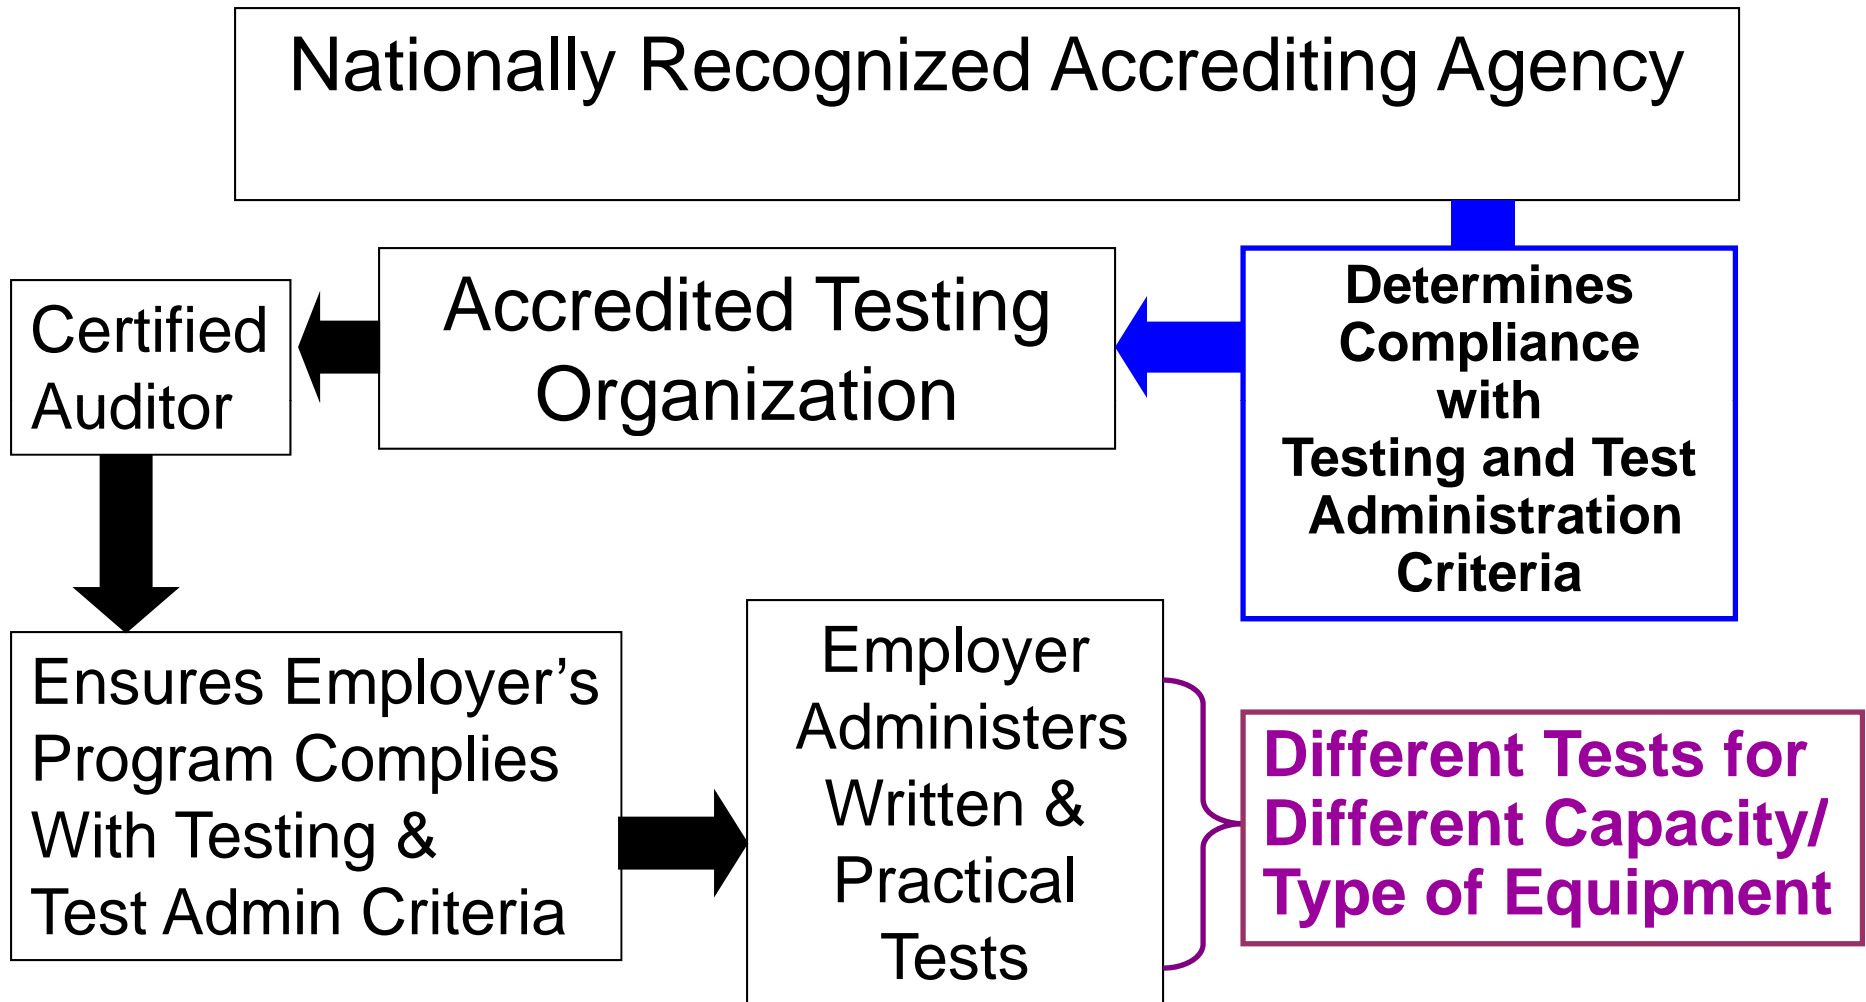 Nationally Recognized Accrediting Agency
Determines
Compliance
with
Testing and Test
Administration
Criteria
Accredited Testing
Organization
Certified
Auditor
Ensures Employer’s
Program Complies
With Testing &
Test Admin Criteria
Employer
Administers
Written &
Practical
Tests
Different Tests for
Different Capacity/
Type of Equipment